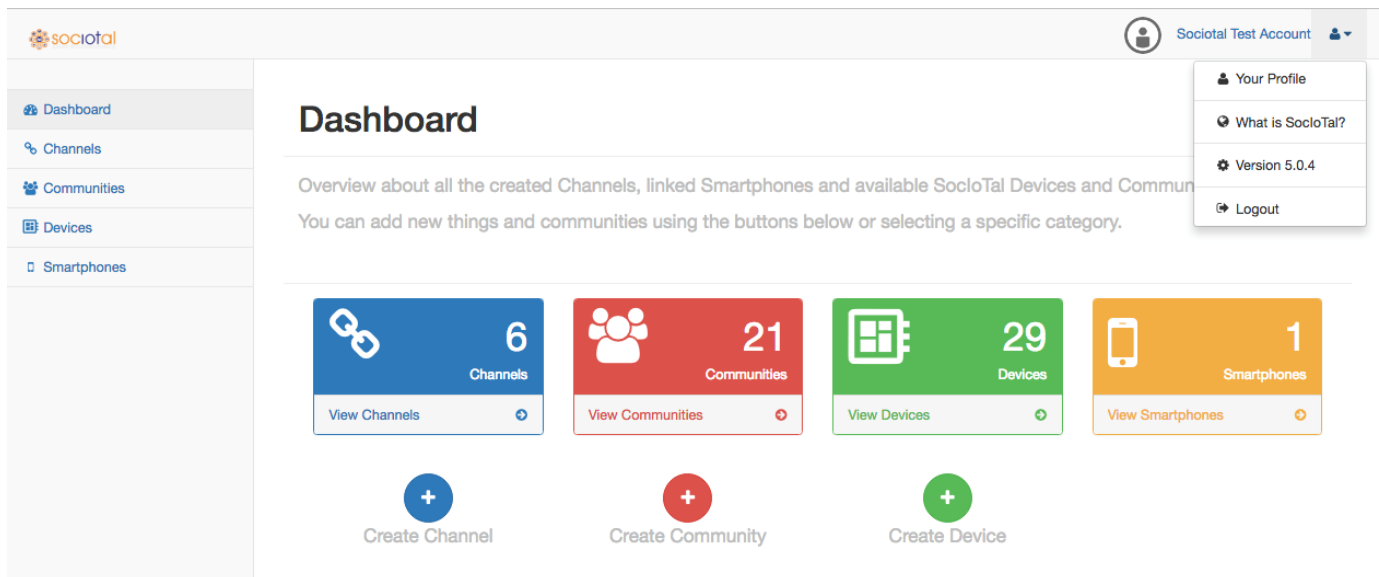 sociotal
Sociotal Test Account
Your Profile
What is SocIoTal?
Version 5.0.4
Logout
Dashboard
Channels
Communities
Devices
Smartphones
Dashboard
Overview about all the created Channels, linked Smartphones and available SocIoTal Devices and Commun
You can add new things and communities using the buttons below or selecting a specific category.
6
Channels
View Channels
21
Communities
View Communities
29
Devices
View Devices
1
Smartphones
View Smartphones
Create Channel
Create Community
Create Device